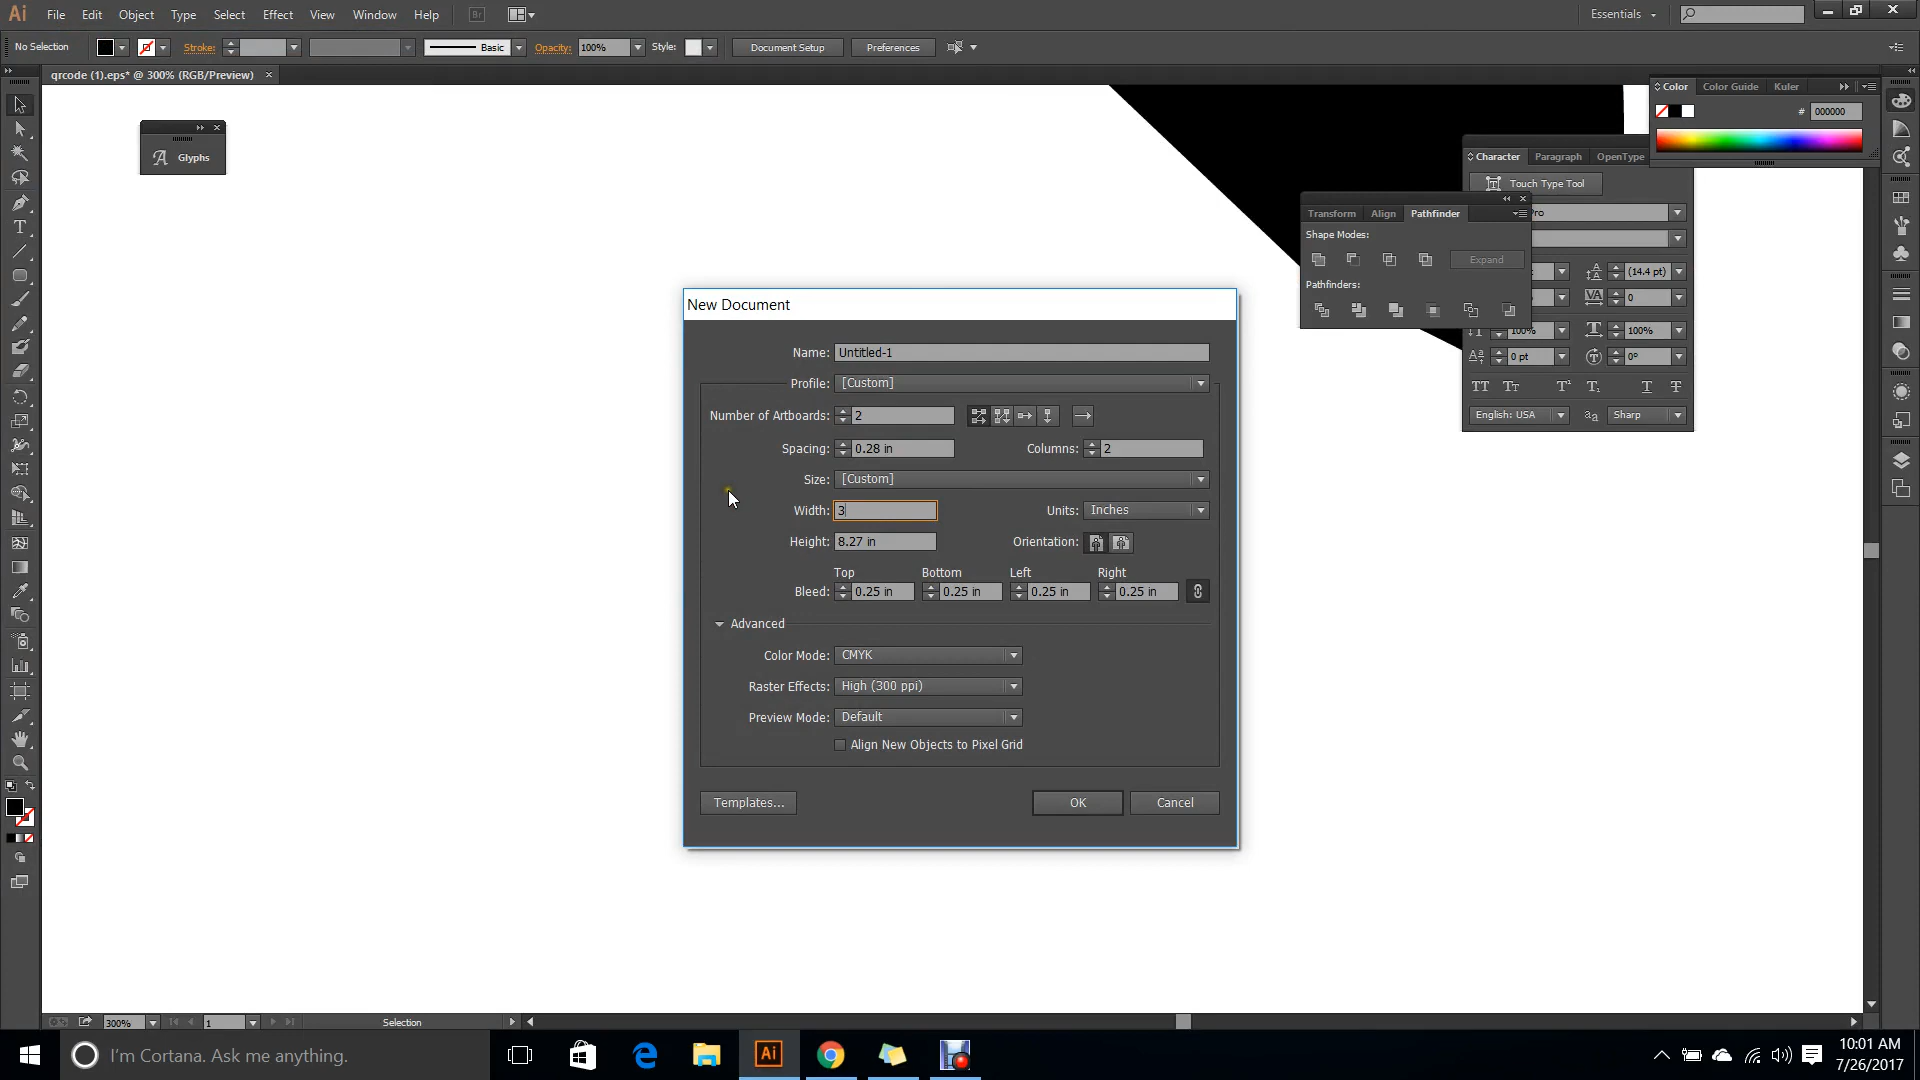 Ai File Edit Object Type Select Effect View Window Help Br Essentials
No Selection Stroke: Basic Opacity: 100% Style: Document Setup Preferences
qrcode (1).eps* @ 300% (RGB/Preview) ×
Color Color Guide Kuler
# 000000
Glyphs
Character Paragraph OpenType
Touch Type Tool
Pro
Transform Align Pathfinder
Shape Modes:
Expand
Pathfinders:
(14.4 pt)
0
100% 100%
0 pt 0°
English: USA Sharp
New Document
Name: Untitled-1
Profile: [Custom]
Number of Artboards: 2
Spacing: 0.28 in Columns: 2
Size: [Custom]
Width: 3 Units: Inches
Height: 8.27 in Orientation:
Top Bottom Left Right
Bleed: 0.25 in 0.25 in 0.25 in 0.25 in
Advanced
Color Mode: CMYK
Raster Effects: High (300 ppi)
Preview Mode: Default
Align New Objects to Pixel Grid
Templates... OK Cancel
300% 1 Selection
I'm Cortana. Ask me anything. Ai 10:01 AM
7/26/2017